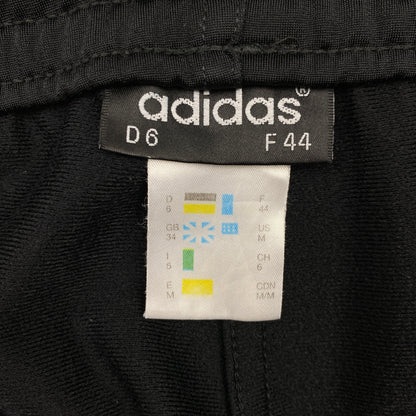 adidas®
D6 F 44
D F
6 44
GB US
34 M
I CH
5 6
E CDN
M M/M